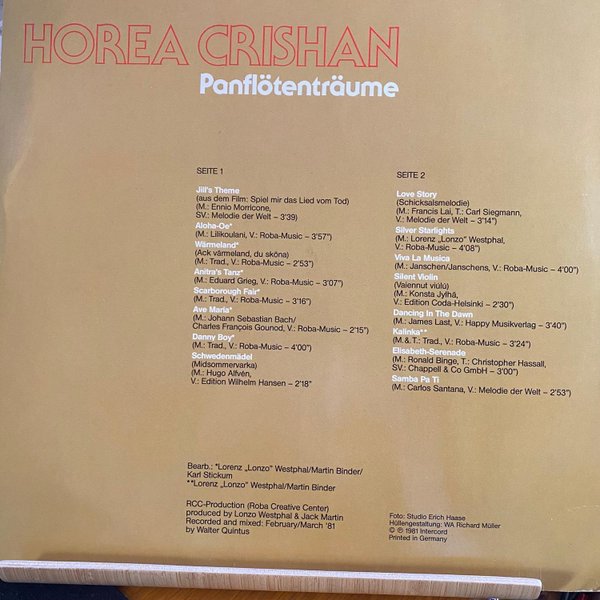 HOREA CRISHAN
Panflötenträume
SEITE 1
Jill's Theme
(aus dem Film: Spiel mir das Lied vom Tod)
(M.: Ennio Morricone,
SV.: Melodie der Welt – 3'39)
Aloha-Oe*
(M.: Lilikoulani, V.: Roba-Music – 3'57")
Wärmeland*
(Ack värmeland, du sköna)
(M.: Trad., V.: Roba-Music – 2'53")
Anitra's Tanz*
(M.: Eduard Grieg, V.: Roba-Music – 3'07")
Scarborough Fair*
(M.: Trad., V.: Roba-Music – 3'16")
Ave Maria*
(M.: Johann Sebastian Bach/
Charles François Gounod, V.: Roba-Music – 2'15")
Danny Boy*
(M.: Trad., V.: Roba-Music – 4'00")
Schwedenmädel
(Midsommervarka)
(M.: Hugo Alfvén,
V.: Edition Wilhelm Hansen – 2'18"
SEITE 2
Love Story
(Schicksalsmelodie)
(M.: Francis Lai, T.: Carl Siegmann,
V.: Melodie der Welt – 3'14")
Silver Starlights
(M.: Lorenz „Lonzo" Westphal,
V.: Roba-Music – 4'08")
Viva La Musica
(M.: Janschen/Janschens, V.: Roba-Music – 4'00")
Silent Violin
(Vaiennut viúlú)
(M.: Konsta Jylhä,
V.: Edition Coda-Helsinki – 2'30")
Dancing In The Dawn
(M.: James Last, V.: Happy Musikverlag – 3'40")
Kalinka**
(M.&T.: Trad., V.: Roba-Music – 3'24")
Elisabeth-Serenade
(M.: Ronald Binge, T.: Christopher Hassall,
SV.: Chappell & Co GmbH – 3'00")
Samba Pa Ti
(M.: Carlos Santana, V.: Melodie der Welt – 2'53")
Bearb.: *Lorenz „Lonzo" Westphal/Martin Binder/
Karl Stickum
**Lorenz „Lonzo" Westphal/Martin Binder
RCC-Production (Roba Creative Center)
produced by Lonzo Westphal & Jack Martin
Recorded and mixed: February/March '81
by Walter Quintus
Foto: Studio Erich Haase
Hüllengestaltung: WA Richard Müller
© ℗ 1981 Intercord
Printed in Germany